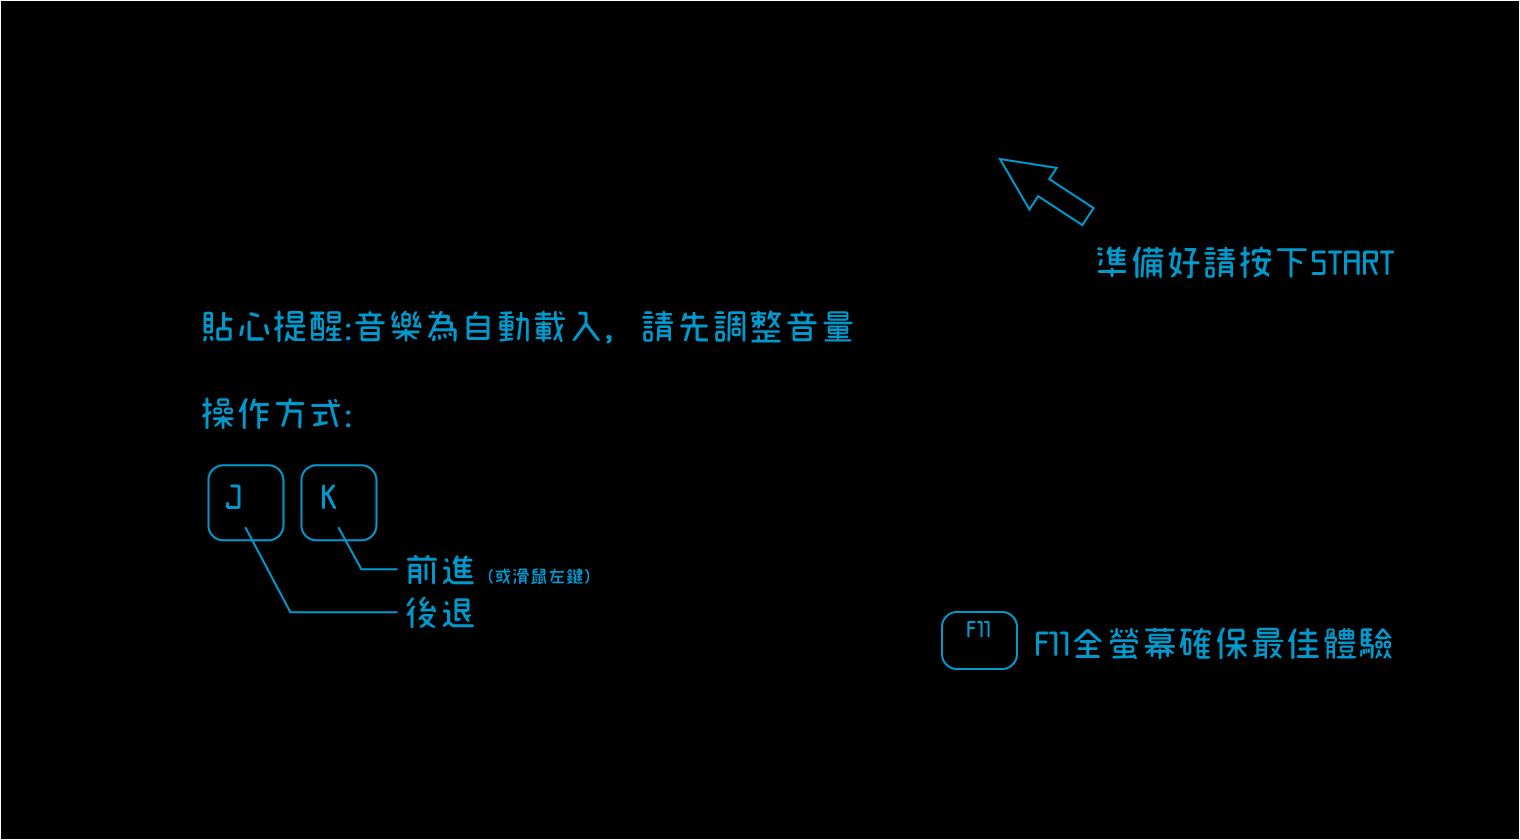 準備好請按下START
貼心提醒:音樂為自動載入，請先調整音量
操作方式:
J
K
前進 (或滑鼠左鍵)
後退
F11
F11全螢幕確保最佳體驗